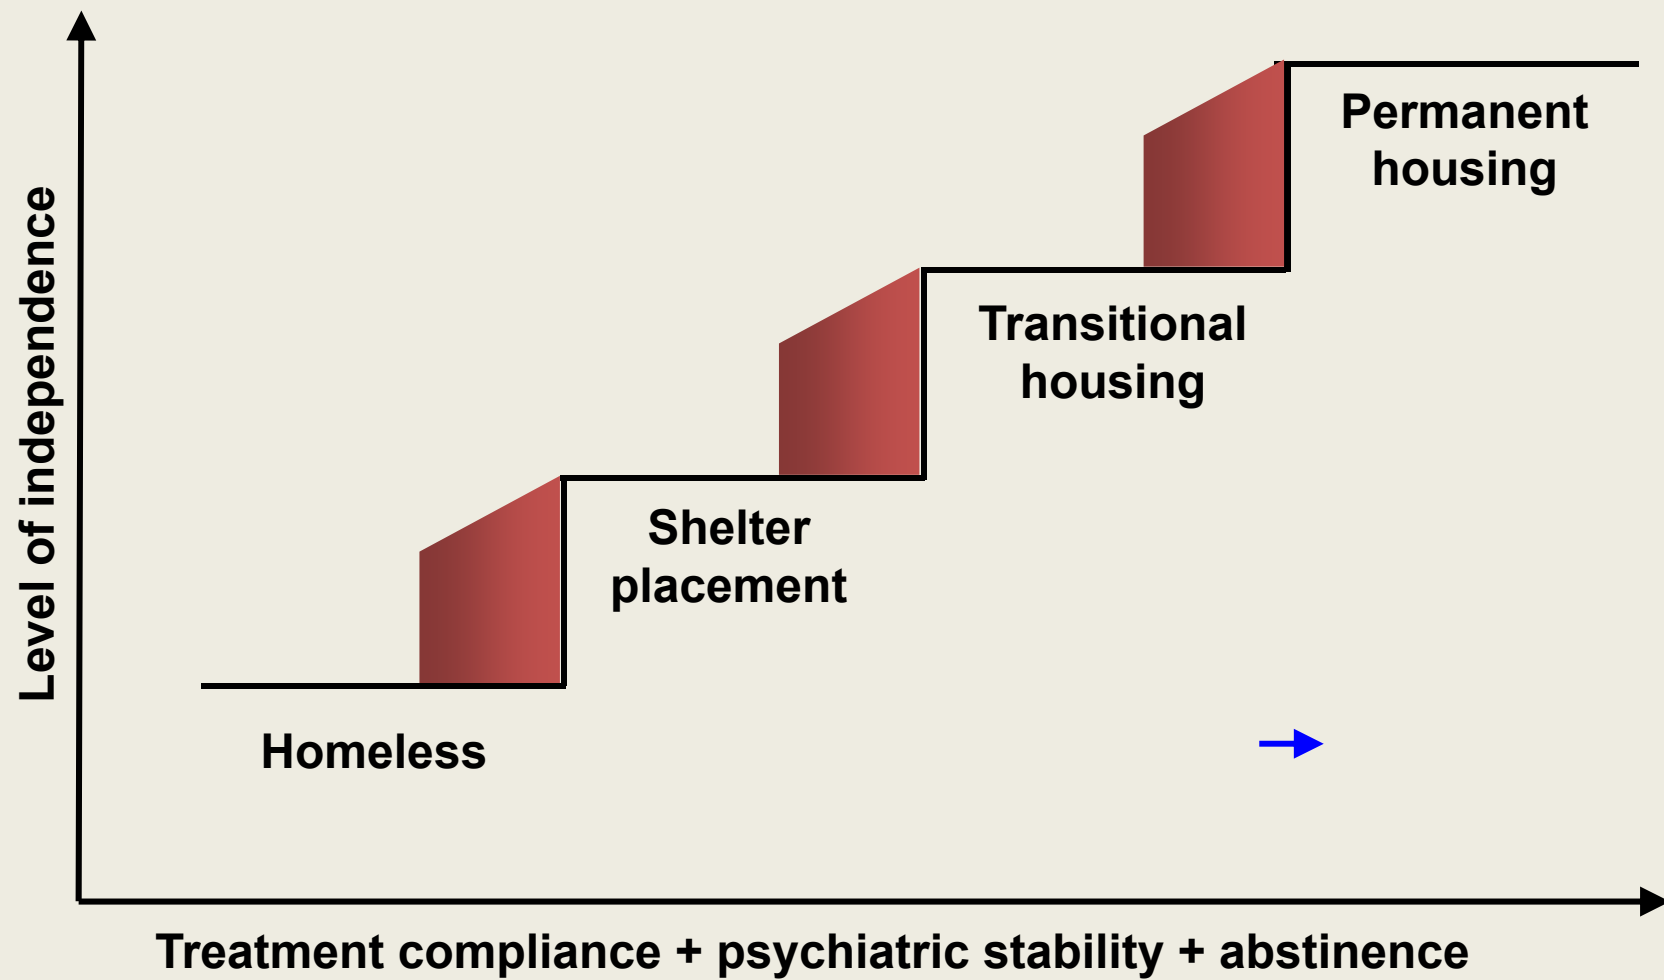 Level of independence
Permanent
housing
Transitional
housing
Shelter
placement
Homeless
Treatment compliance + psychiatric stability + abstinence